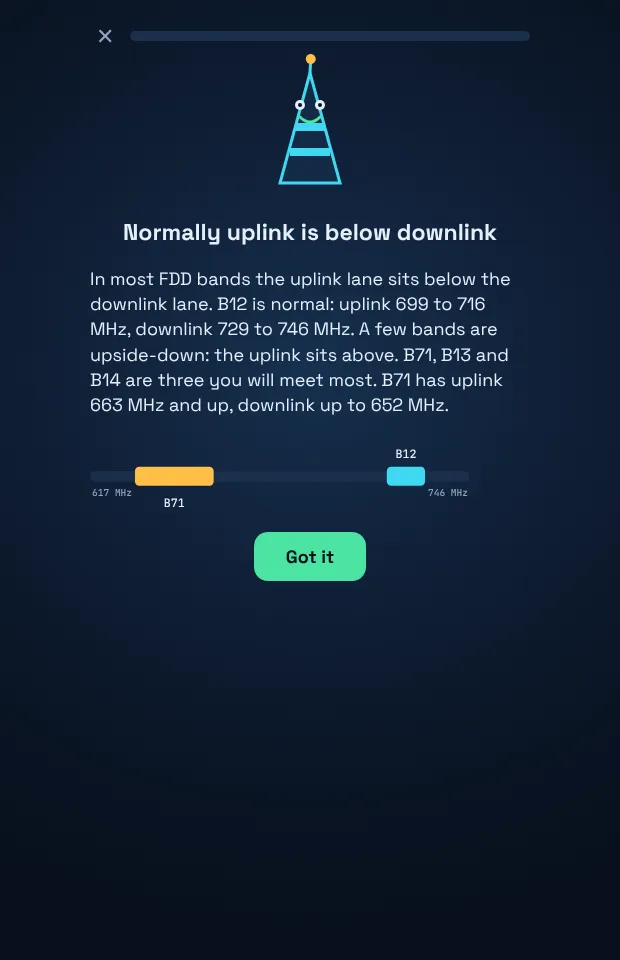 Normally uplink is below downlink
In most FDD bands the uplink lane sits below the
downlink lane. B12 is normal: uplink 699 to 716
MHz, downlink 729 to 746 MHz. A few bands are
upside-down: the uplink sits above. B71, B13 and
B14 are three you will meet most. B71 has uplink
663 MHz and up, downlink up to 652 MHz.
B12
617 MHz
746 MHz
B71
Got it